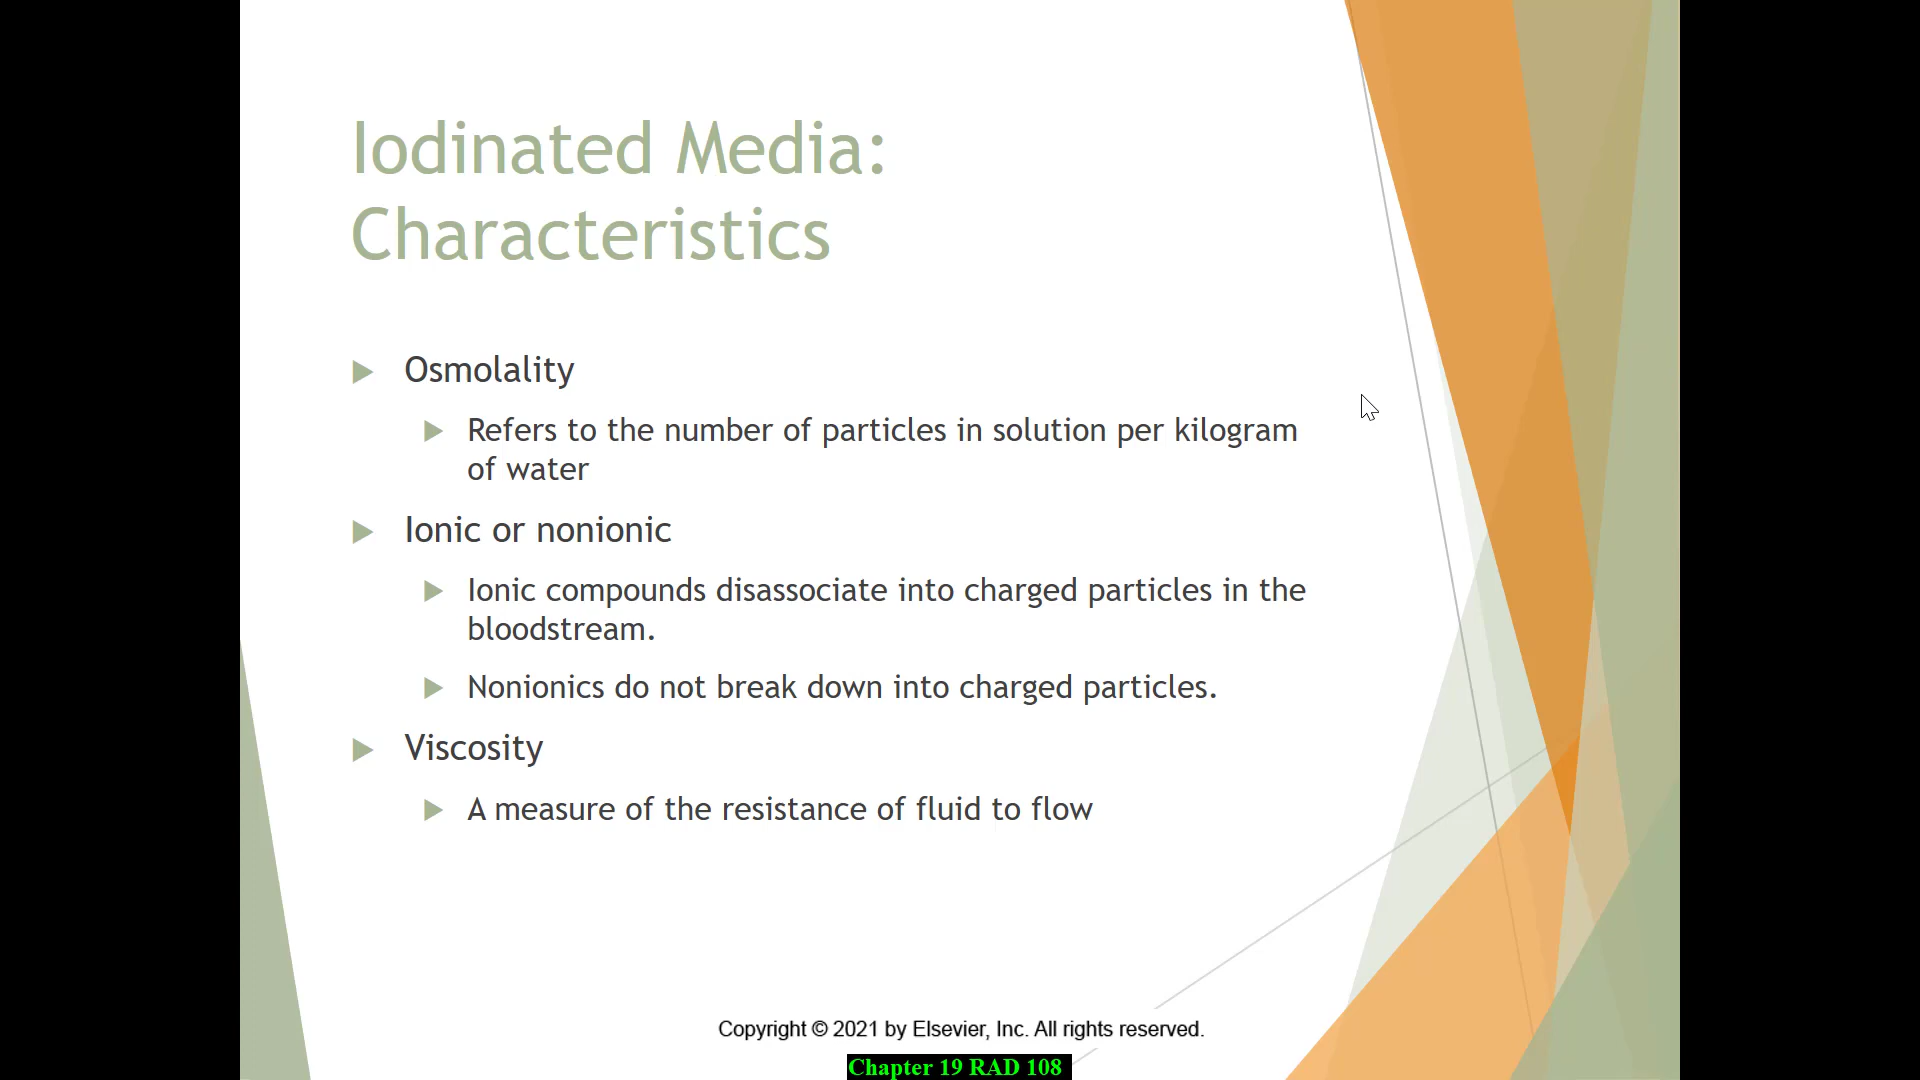 Iodinated Media:
Characteristics
Osmolality
Refers to the number of particles in solution per kilogram
of water
Ionic or nonionic
Ionic compounds disassociate into charged particles in the
bloodstream.
Nonionics do not break down into charged particles.
Viscosity
A measure of the resistance of fluid to flow
Copyright © 2021 by Elsevier, Inc. All rights reserved.
Chapter 19 RAD 108